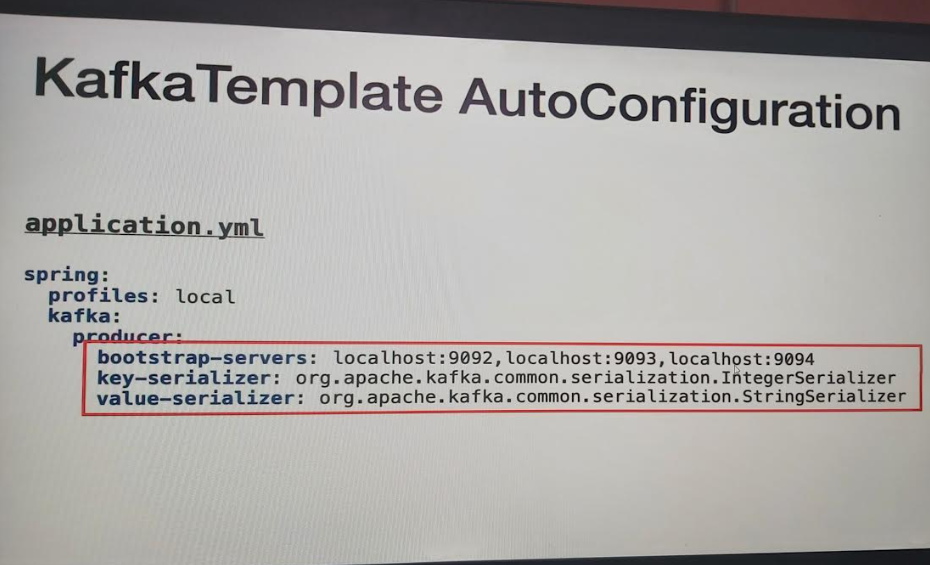 KafkaTemplate AutoConfiguration
application.yml
spring:
  profiles: local
  kafka:
    producer:
      bootstrap-servers: localhost:9092,localhost:9093,localhost:9094
      key-serializer: org.apache.kafka.common.serialization.IntegerSerializer
      value-serializer: org.apache.kafka.common.serialization.StringSerializer